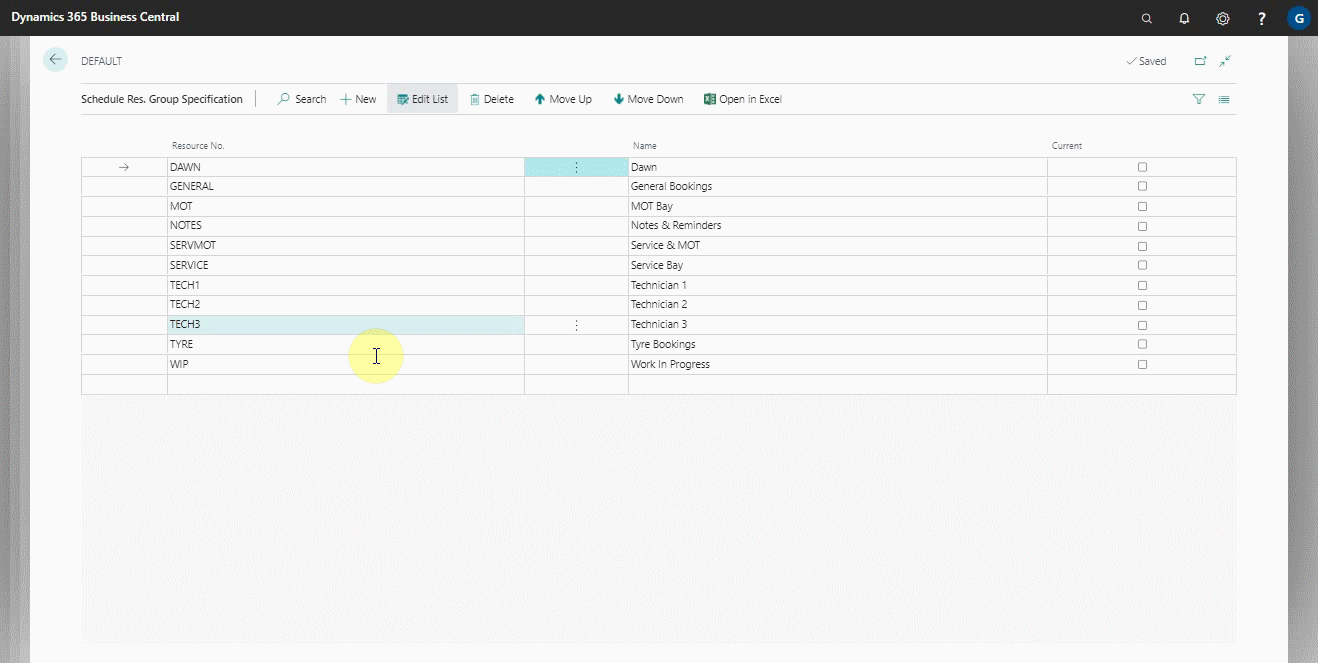 Dynamics 365 Business Central
? G
DEFAULT
Saved
Schedule Res. Group Specification Search New Edit List Delete Move Up Move Down Open in Excel
Resource No. Name Current
DAWN Dawn
GENERAL General Bookings
MOT MOT Bay
NOTES Notes & Reminders
SERVMOT Service & MOT
SERVICE Service Bay
TECH1 Technician 1
TECH2 Technician 2
TECH3 Technician 3
TYRE Tyre Bookings
WIP Work In Progress